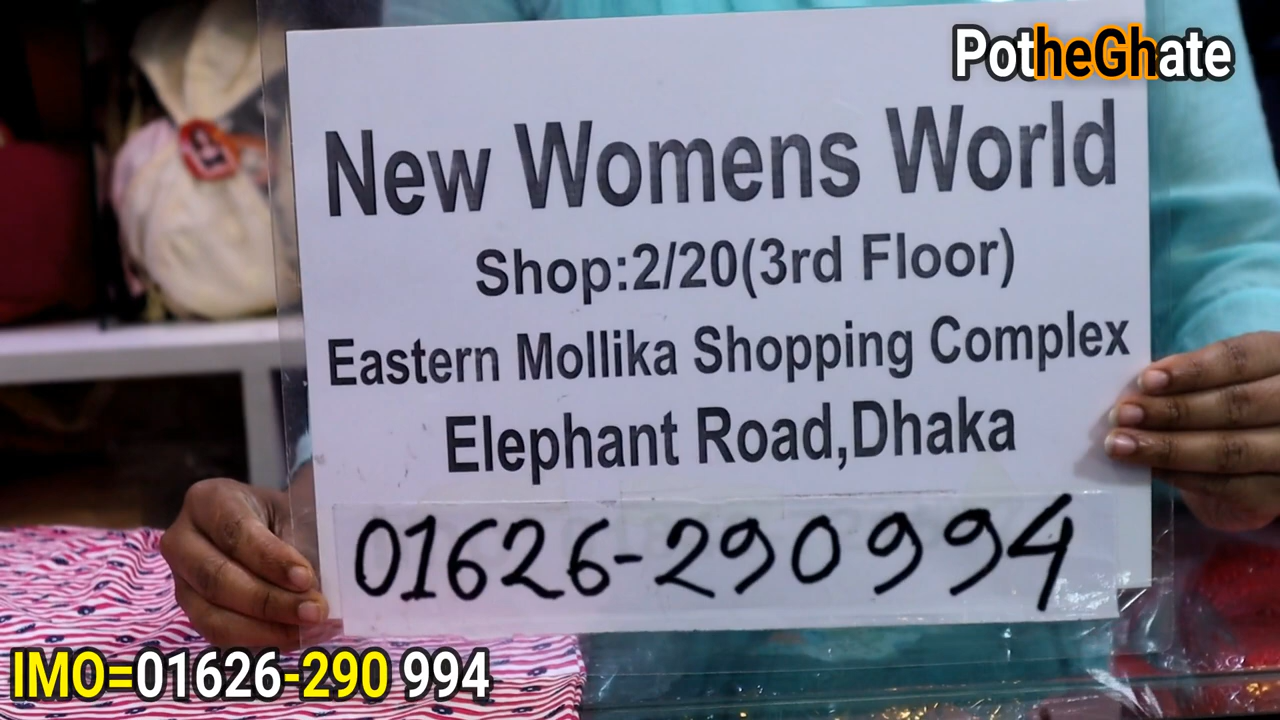 PotheGhate
New Womens World
Shop:2/20(3rd Floor)
Eastern Mollika Shopping Complex
Elephant Road,Dhaka
01626-290994
IMO=01626-290 994